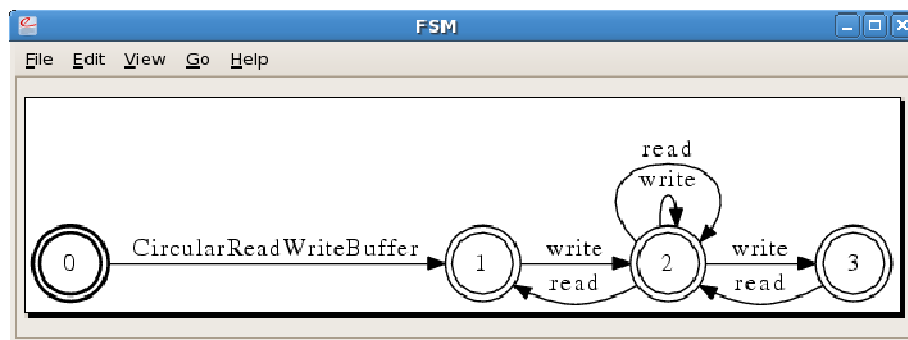 FSM
File Edit View Go Help
read
write
CircularReadWriteBuffer write write
0 1 2 3
read read